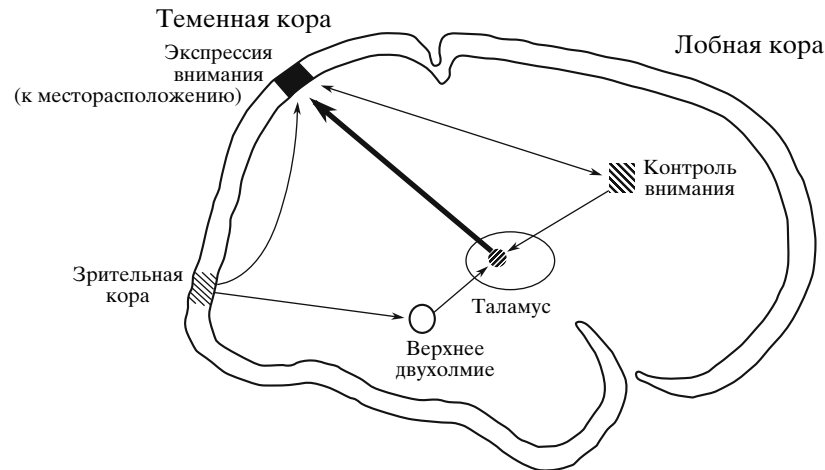 Теменная кора
Лобная кора
Экспрессия
внимания
(к месторасположению)
Контроль
внимания
Зрительная
кора
Таламус
Верхнее
двухолмие